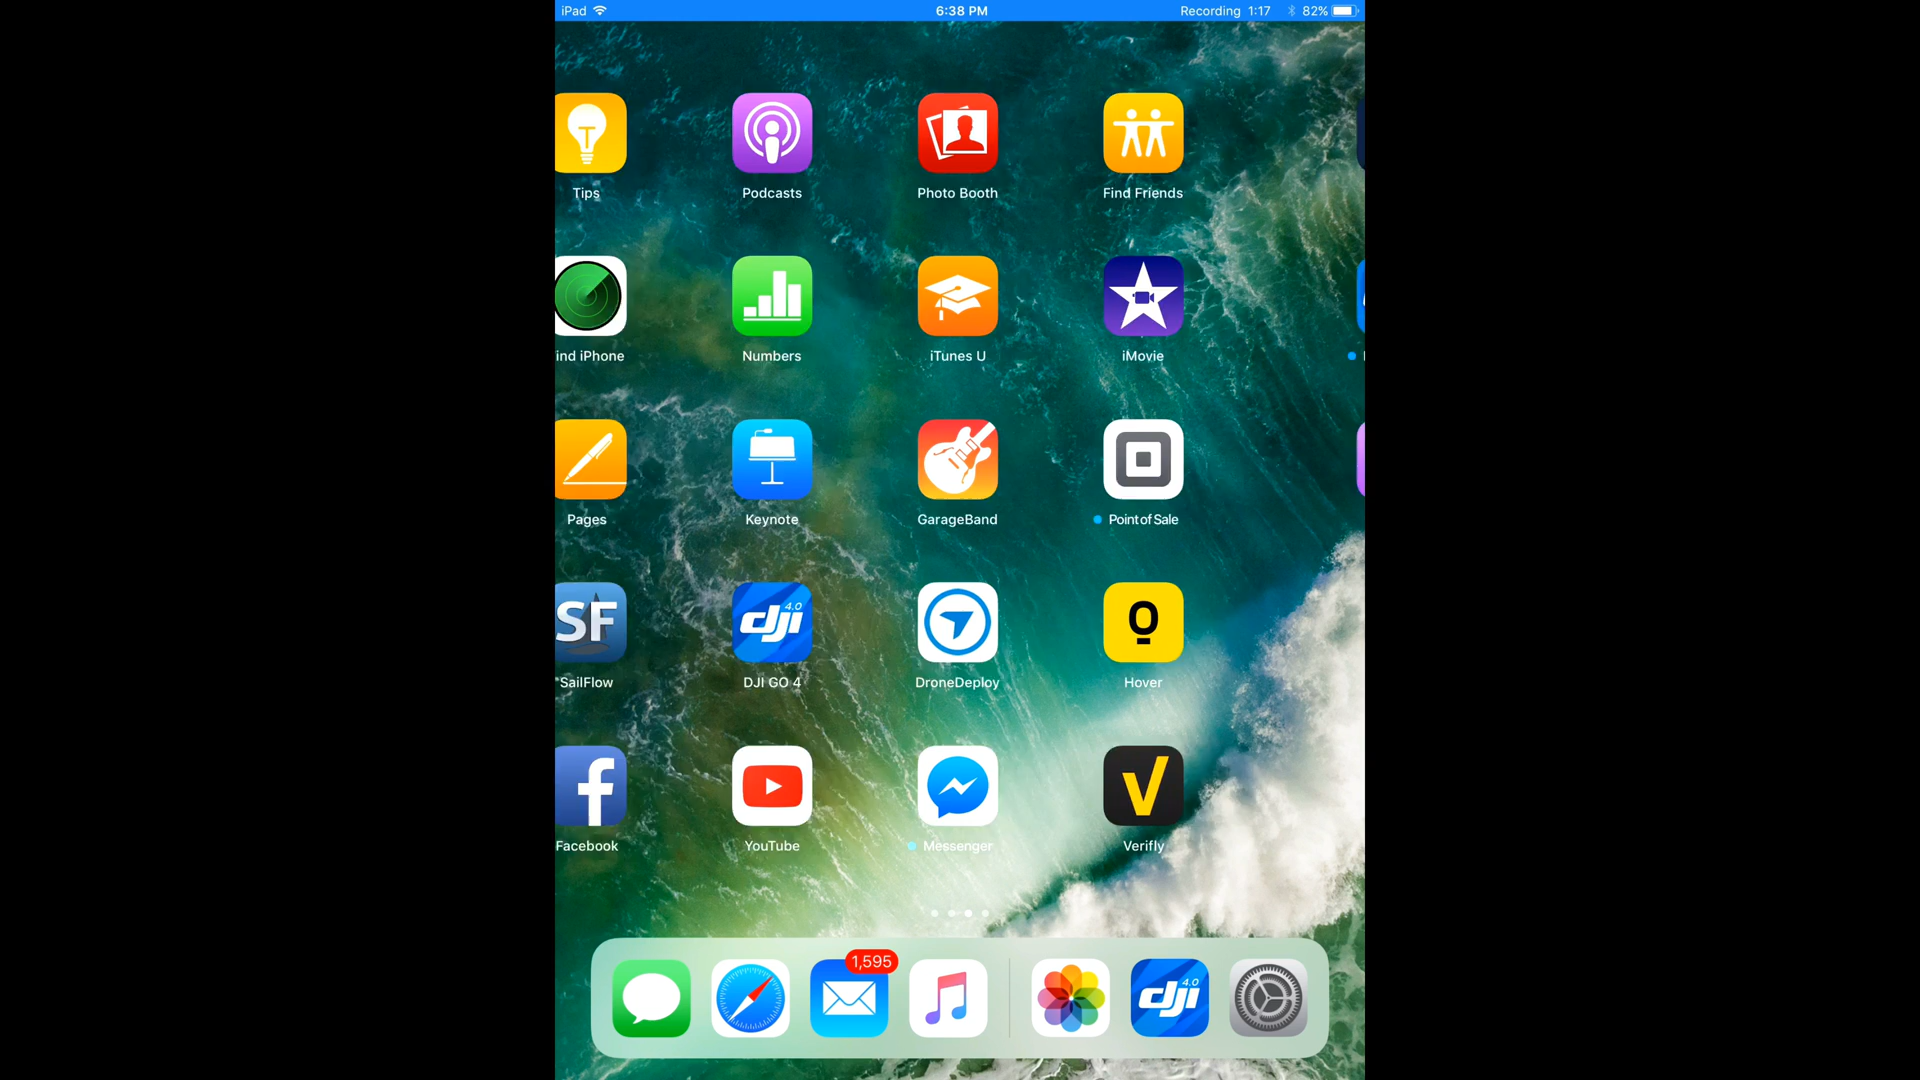 iPad 6:38 PM Recording 1:17 82%
Tips Podcasts Photo Booth Find Friends
ind iPhone Numbers iTunes U iMovie
Pages Keynote GarageBand Point of Sale
SF dji 4.0
SailFlow DJI GO 4 DroneDeploy Hover
Facebook YouTube Messenger Verifly
1,595
dji 4.0